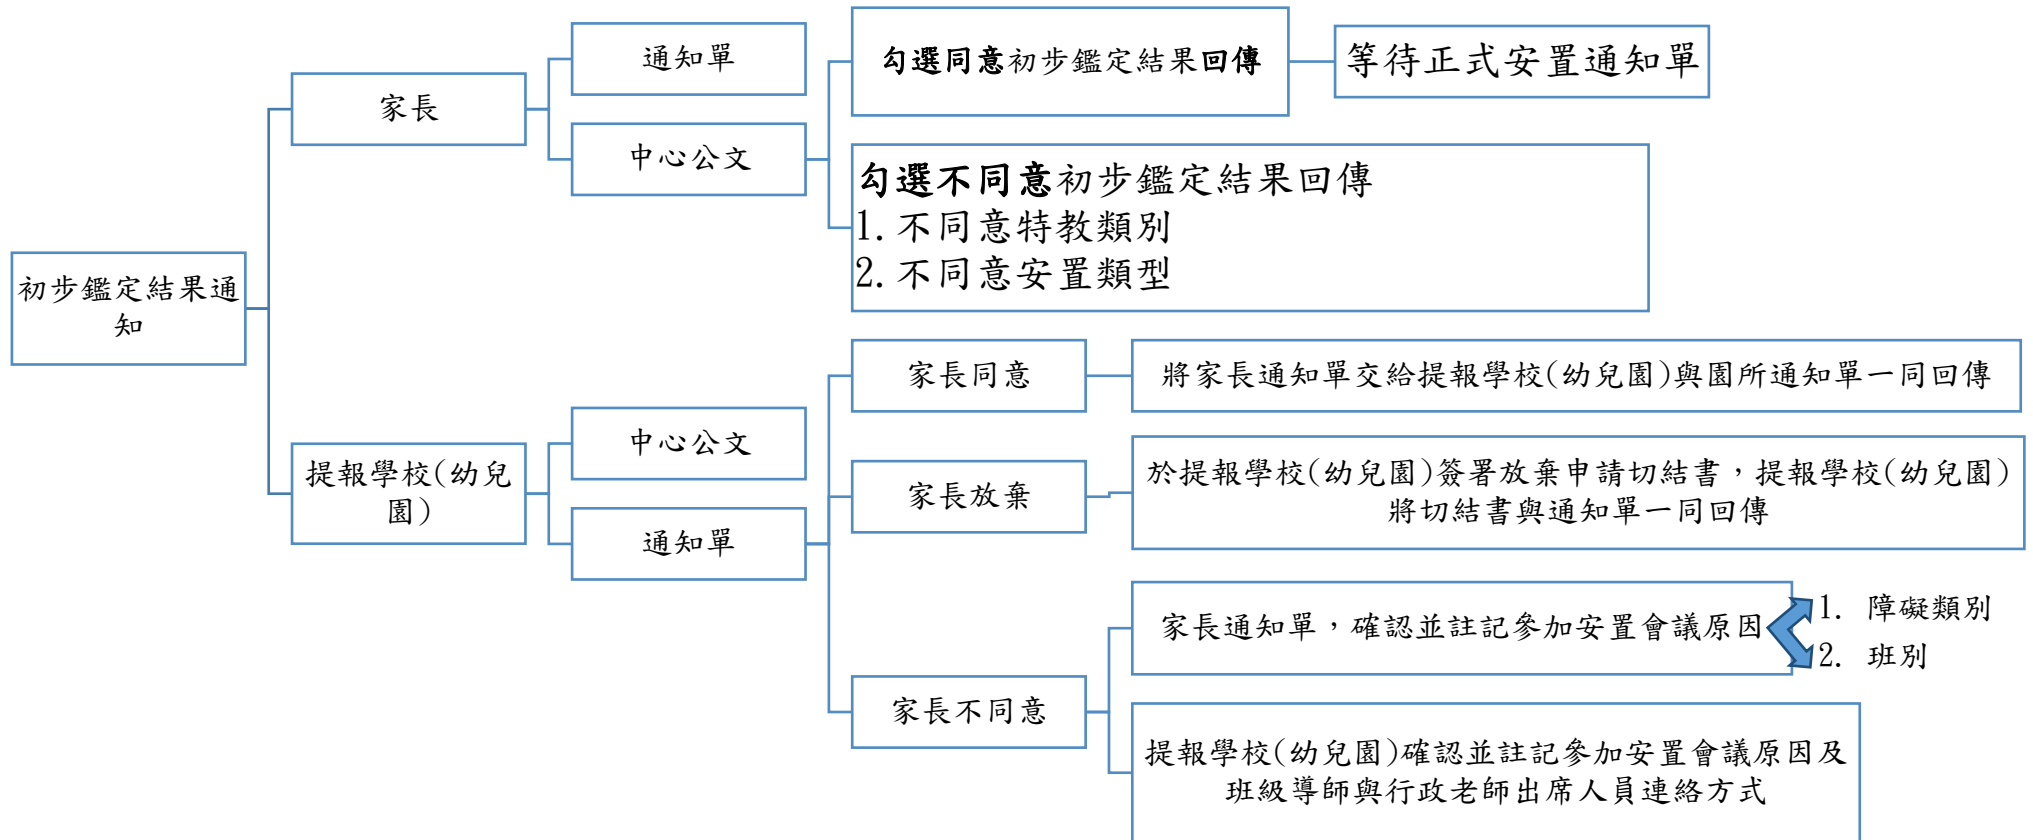 初步鑑定結果通
知
家長
通知單
中心公文
勾選同意初步鑑定結果回傳
等待正式安置通知單
勾選不同意初步鑑定結果回傳
1. 不同意特教類別
2. 不同意安置類型
提報學校(幼兒
園)
中心公文
通知單
家長同意
將家長通知單交給提報學校(幼兒園)與園所通知單一同回傳
家長放棄
於提報學校(幼兒園)簽署放棄申請切結書，提報學校(幼兒園)
將切結書與通知單一同回傳
家長不同意
家長通知單，確認並註記參加安置會議原因
1. 障礙類別
2. 班別
提報學校(幼兒園)確認並註記參加安置會議原因及
班級導師與行政老師出席人員連絡方式